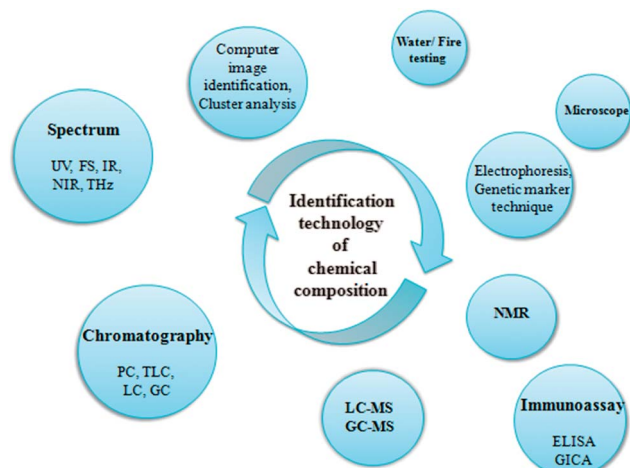 Water/ Fire
testing
Computer
image
identification,
Cluster analysis
Microscope
Spectrum
UV, FS, IR,
NIR, THz
Electrophoresis,
Genetic marker
technique
Identification
technology
of
chemical
composition
NMR
Chromatography
PC, TLC,
LC, GC
LC-MS
GC-MS
Immunoassay
ELISA
GICA